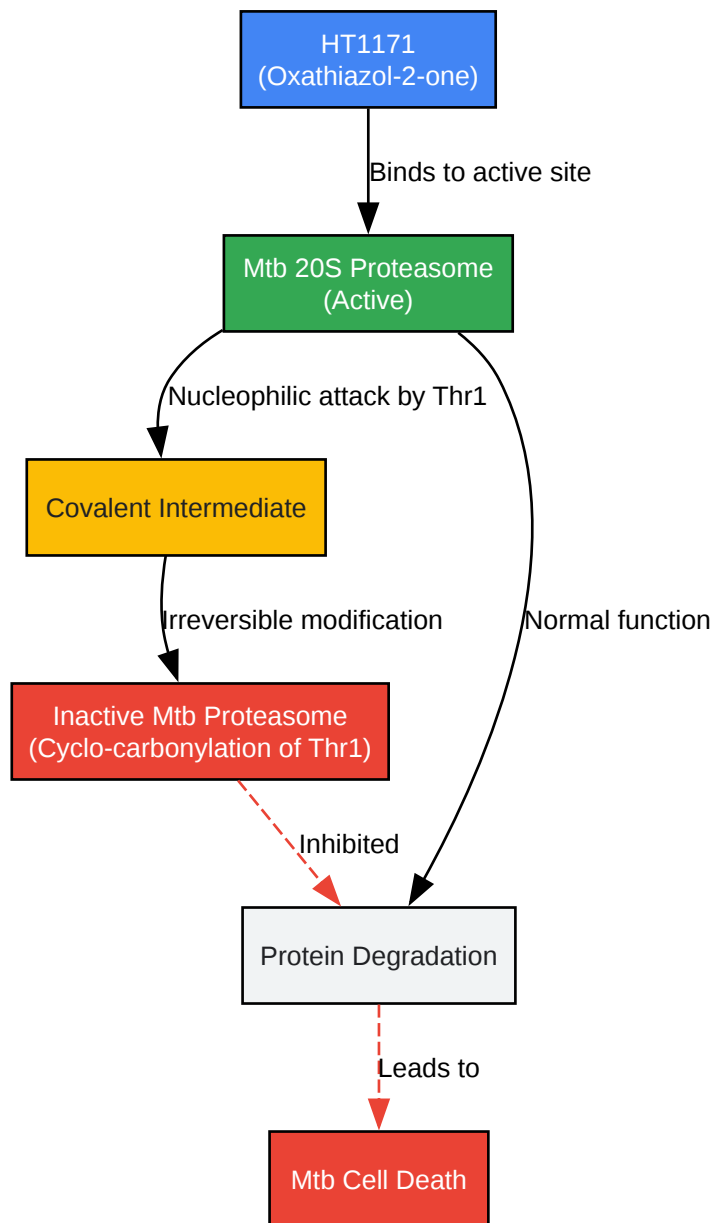 HT1171
(Oxathiazol-2-one)
Binds to active site
Mtb 20S Proteasome
(Active)
Nucleophilic attack by Thr1
Covalent Intermediate
Irreversible modification
Normal function
Inactive Mtb Proteasome
(Cyclo-carbonylation of Thr1)
Inhibited
Protein Degradation
Leads to
Mtb Cell Death